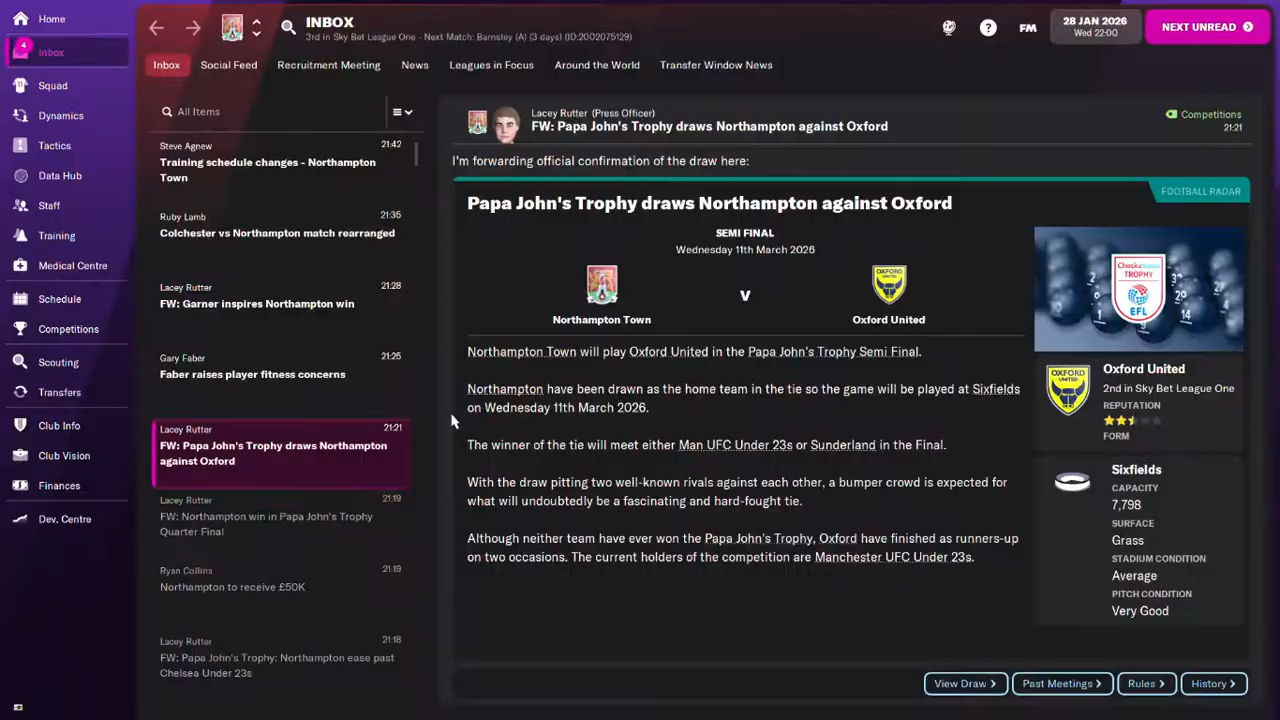 Home
4
Inbox
Squad
Dynamics
Tactics
Data Hub
Staff
Training
Medical Centre
Schedule
Competitions
Scouting
Transfers
Club Info
Club Vision
Finances
Dev. Centre
INBOX
3rd in Sky Bet League One - Next Match: Barnsley (A) (3 days) (ID:2002075129)
?
FM
28 JAN 2026
Wed 22:00
NEXT UNREAD
Inbox
Social Feed
Recruitment Meeting
News
Leagues in Focus
Around the World
Transfer Window News
All Items
Steve Agnew 21:42
Training schedule changes - Northampton
Town
Ruby Lamb 21:35
Colchester vs Northampton match rearranged
Lacey Rutter 21:28
FW: Garner inspires Northampton win
Gary Faber 21:25
Faber raises player fitness concerns
Lacey Rutter 21:21
FW: Papa John's Trophy draws Northampton
against Oxford
Lacey Rutter 21:19
FW: Northampton win in Papa John's Trophy
Quarter Final
Ryan Collins 21:19
Northampton to receive £50K
Lacey Rutter 21:18
FW: Papa John's Trophy: Northampton ease past
Chelsea Under 23s
Lacey Rutter (Press Officer)
FW: Papa John's Trophy draws Northampton against Oxford
Competitions
21:21
I'm forwarding official confirmation of the draw here:
FOOTBALL RADAR
Papa John's Trophy draws Northampton against Oxford
SEMI FINAL
Wednesday 11th March 2026
V
Northampton Town
Oxford United
Northampton Town will play Oxford United in the Papa John's Trophy Semi Final.
Northampton have been drawn as the home team in the tie so the game will be played at Sixfields
on Wednesday 11th March 2026.
The winner of the tie will meet either Man UFC Under 23s or Sunderland in the Final.
With the draw pitting two well-known rivals against each other, a bumper crowd is expected for
what will undoubtedly be a fascinating and hard-fought tie.
Although neither team have ever won the Papa John's Trophy, Oxford have finished as runners-up
on two occasions. The current holders of the competition are Manchester UFC Under 23s.
TROPHY
EFL
Oxford United
2nd in Sky Bet League One
REPUTATION
FORM
Sixfields
CAPACITY
7,798
SURFACE
Grass
STADIUM CONDITION
Average
PITCH CONDITION
Very Good
View Draw
Past Meetings
Rules
History